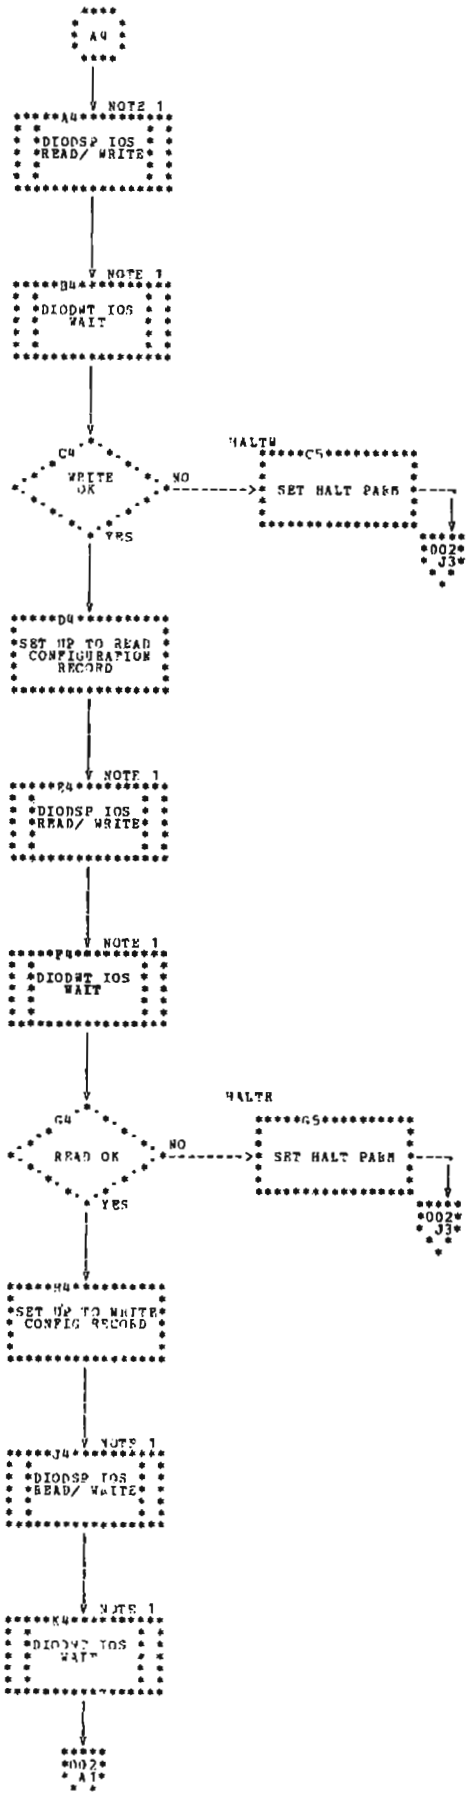 A4
NOTE 1
A4
DIODSP IOS
READ/ WRITE
NOTE 1
B4
DIODWT IOS
WAIT
C4
WRITE
OK
NO
YES
HALTW
C5
SET HALT PARM
002
J3
D4
SET UP TO READ
CONFIGURATION
RECORD
NOTE 1
E4
DIODSP IOS
READ/ WRITE
NOTE 1
F4
DIODWT IOS
WAIT
G4
READ OK
NO
YES
HALTR
G5
SET HALT PARM
002
J3
H4
SET UP TO WRITE
CONFIG RECORD
NOTE 1
J4
DIODSP IOS
READ/ WRITE
NOTE 1
K4
DIODWT IOS
WAIT
002
A1